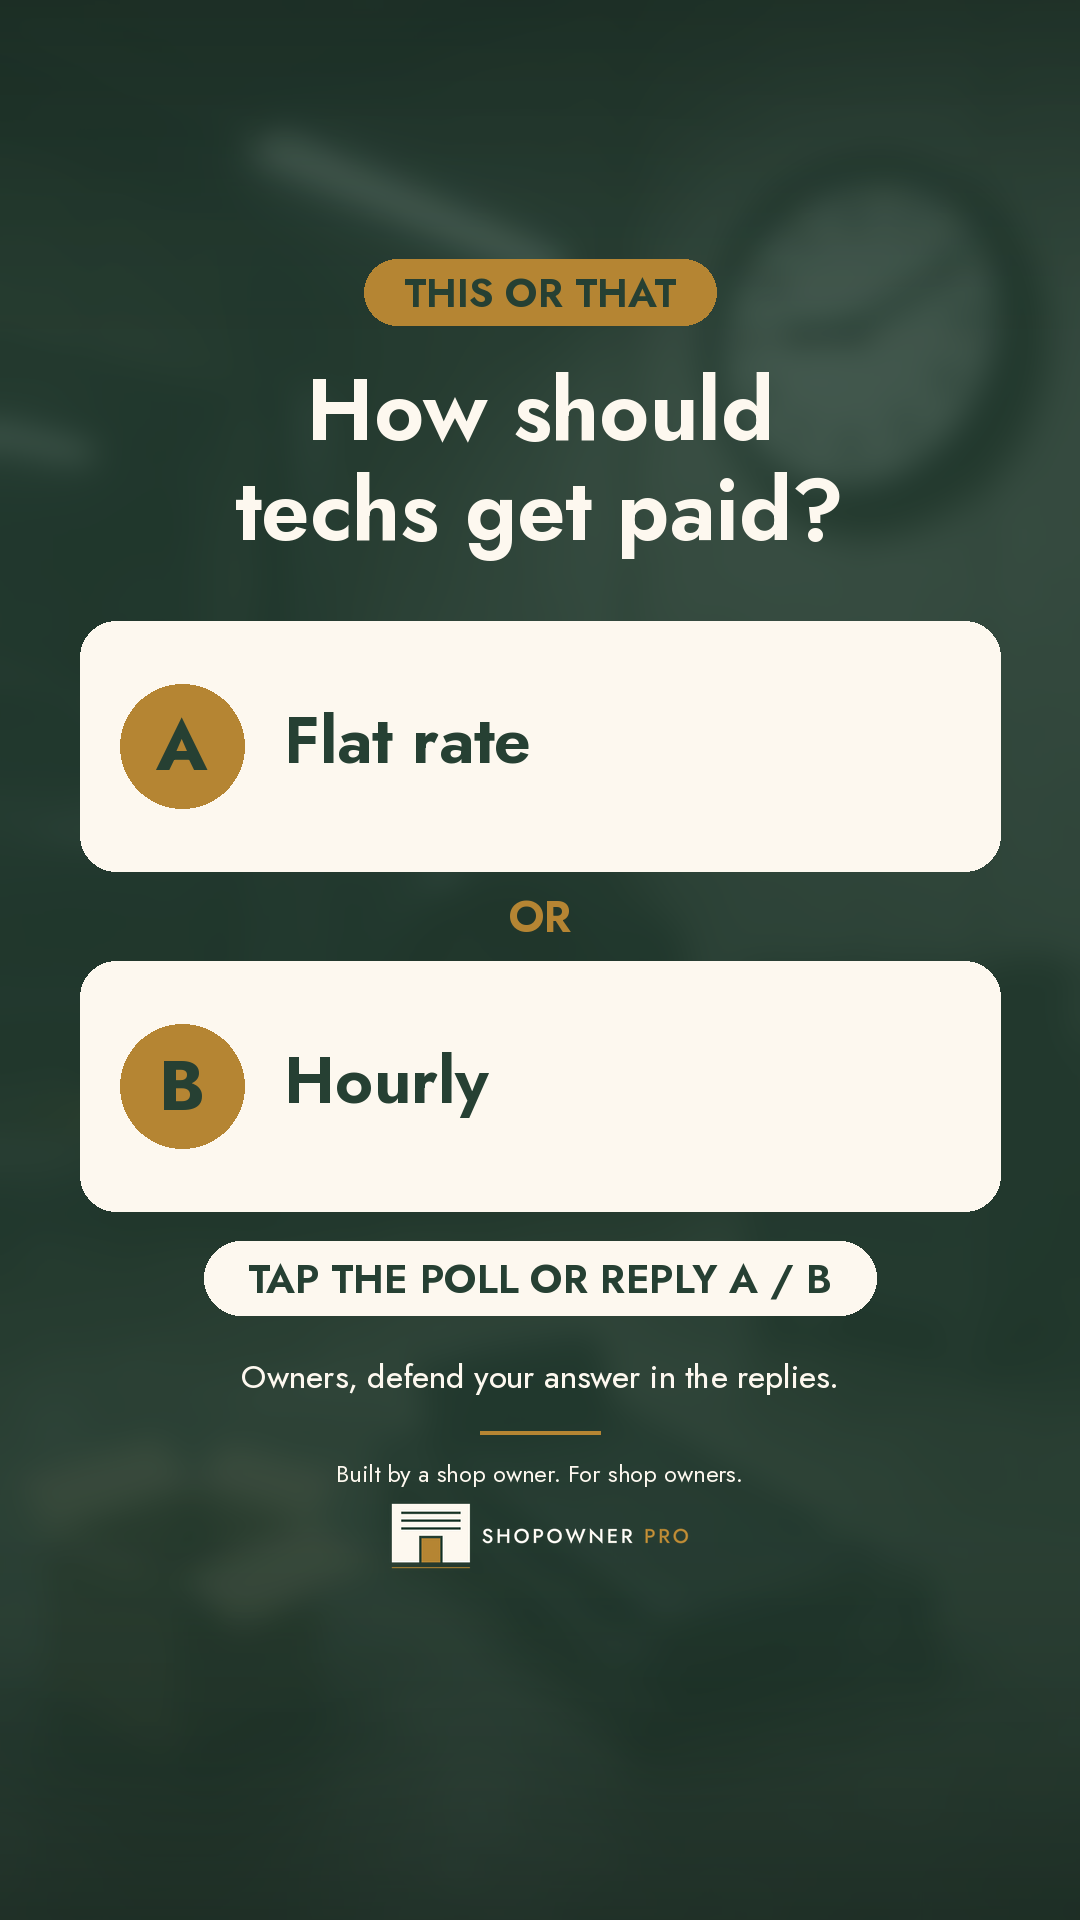 THIS OR THAT
How should
techs get paid?
A
Flat rate
OR
B
Hourly
TAP THE POLL OR REPLY A / B
Owners, defend your answer in the replies.
Built by a shop owner. For shop owners.
SHOPOWNER PRO